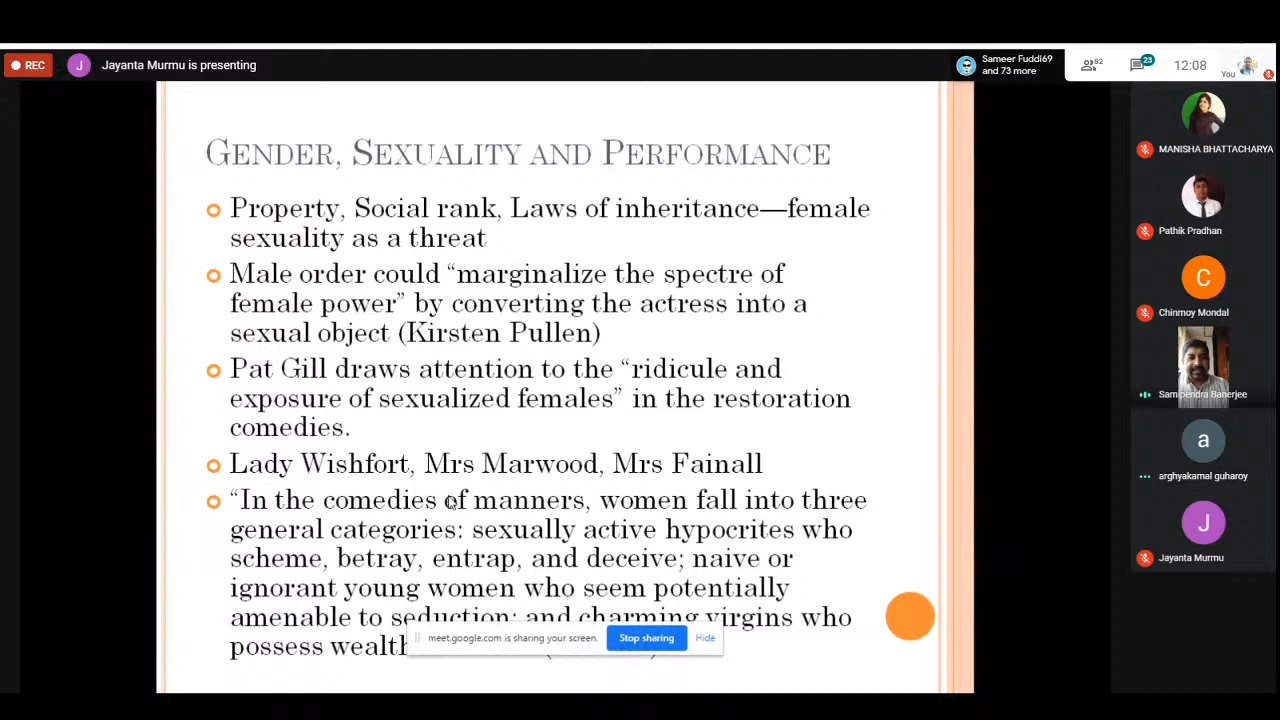 REC
J
Jayanta Murmu is presenting
Sameer Fuddi69
and 73 more
82
23
12:08
You
GENDER, SEXUALITY AND PERFORMANCE
Property, Social rank, Laws of inheritance—female
sexuality as a threat
Male order could “marginalize the spectre of
female power” by converting the actress into a
sexual object (Kirsten Pullen)
Pat Gill draws attention to the “ridicule and
exposure of sexualized females” in the restoration
comedies.
Lady Wishfort, Mrs Marwood, Mrs Fainall
“In the comedies of manners, women fall into three
general categories: sexually active hypocrites who
scheme, betray, entrap, and deceive; naive or
ignorant young women who seem potentially
amenable to seduction; and charming virgins who
possess wealth
meet.google.com is sharing your screen.
Stop sharing
Hide
MANISHA BHATTACHARYA
Pathik Pradhan
C
Chinmoy Mondal
Samipendra Banerjee
a
arghyakamal guharoy
J
Jayanta Murmu